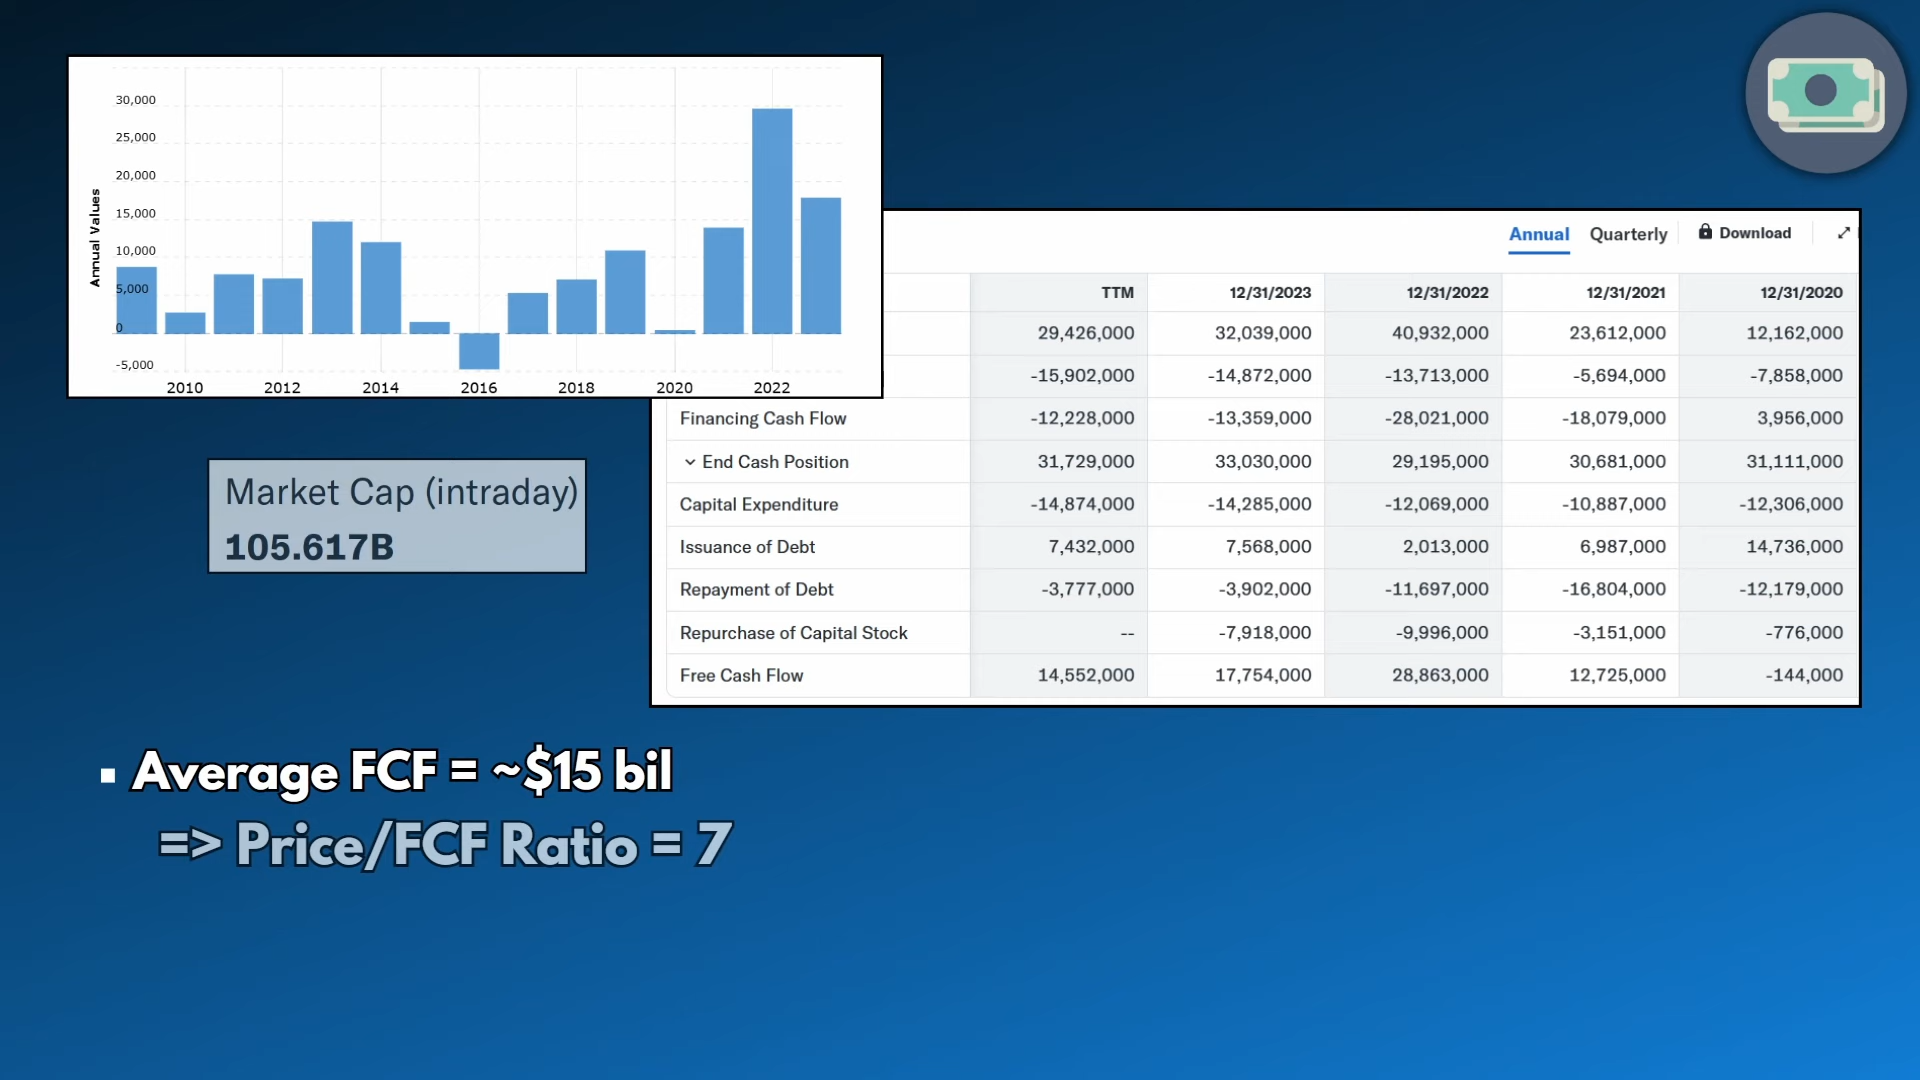 30,000
25,000
20,000
15,000
10,000
5,000
0
-5,000
Annual Values
2010 2012 2014 2016 2018 2020 2022
Annual Quarterly Download
TTM 12/31/2023 12/31/2022 12/31/2021 12/31/2020
29,426,000 32,039,000 40,932,000 23,612,000 12,162,000
-15,902,000 -14,872,000 -13,713,000 -5,694,000 -7,858,000
Financing Cash Flow -12,228,000 -13,359,000 -28,021,000 -18,079,000 3,956,000
End Cash Position 31,729,000 33,030,000 29,195,000 30,681,000 31,111,000
Capital Expenditure -14,874,000 -14,285,000 -12,069,000 -10,887,000 -12,306,000
Issuance of Debt 7,432,000 7,568,000 2,013,000 6,987,000 14,736,000
Repayment of Debt -3,777,000 -3,902,000 -11,697,000 -16,804,000 -12,179,000
Repurchase of Capital Stock -- -7,918,000 -9,996,000 -3,151,000 -776,000
Free Cash Flow 14,552,000 17,754,000 28,863,000 12,725,000 -144,000
Market Cap (intraday)
105.617B
▪ Average FCF = ~$15 bil
=> Price/FCF Ratio = 7